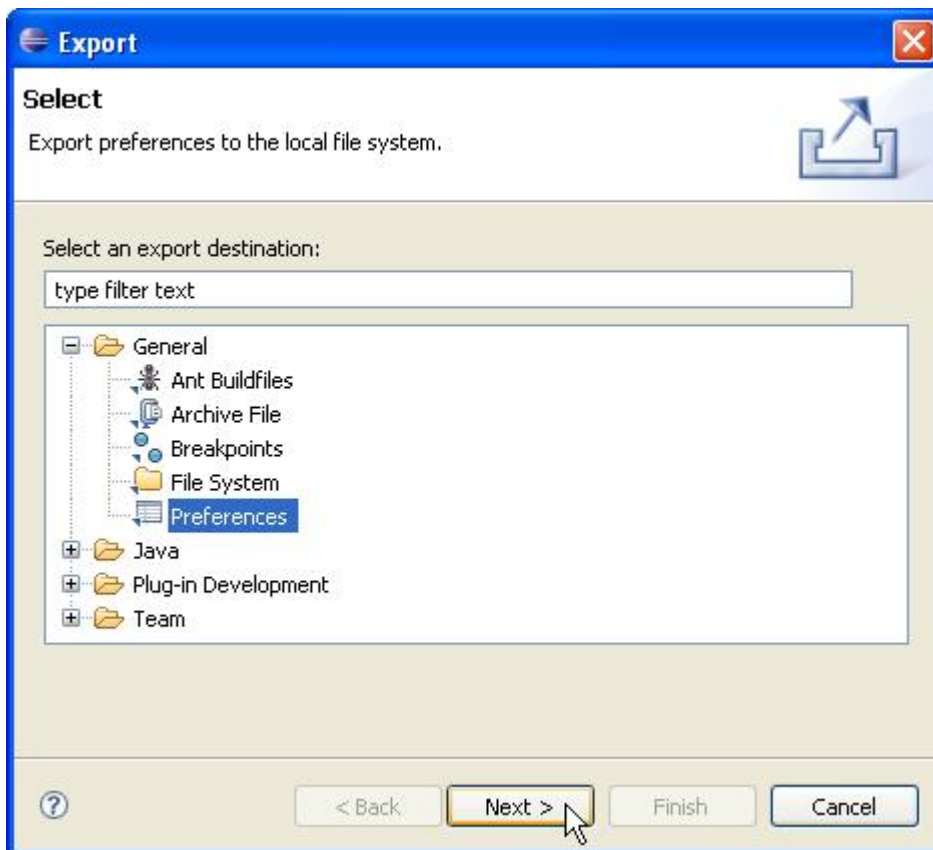 Export
Select
Export preferences to the local file system.
Select an export destination:
type filter text
General
Ant Buildfiles
Archive File
Breakpoints
File System
Preferences
Java
Plug-in Development
Team
? < Back Next > Finish Cancel